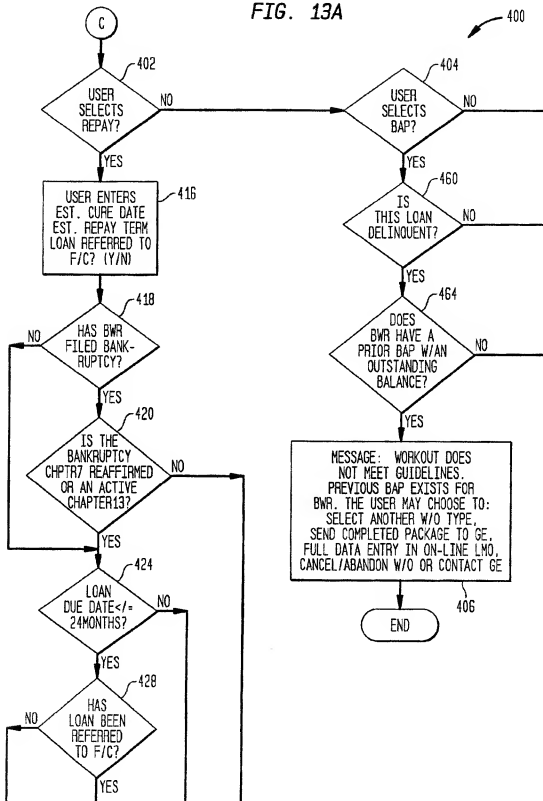 FIG. 13A
400
C
402
USER
SELECTS
REPAY?
NO
YES
416
USER ENTERS
EST. CURE DATE
EST. REPAY TERM
LOAN REFERRED TO
F/C? (Y/N)
418
HAS BWR
FILED BANK-
RUPTCY?
NO
YES
420
IS THE
BANKRUPTCY
CHPTR7 REAFFIRMED
OR AN ACTIVE
CHAPTER13?
NO
YES
424
LOAN
DUE DATE</=
24MONTHS?
NO
YES
428
HAS
LOAN BEEN
REFERRED
TO F/C?
NO
YES
404
USER
SELECTS
BAP?
NO
YES
460
IS
THIS LOAN
DELINQUENT?
NO
YES
464
DOES
BWR HAVE A
PRIOR BAP W/AN
OUTSTANDING
BALANCE?
NO
YES
MESSAGE: WORKOUT DOES
NOT MEET GUIDELINES.
PREVIOUS BAP EXISTS FOR
BWR. THE USER MAY CHOOSE TO:
SELECT ANOTHER W/O TYPE,
SEND COMPLETED PACKAGE TO GE,
FULL DATA ENTRY IN ON-LINE LMO,
CANCEL/ABANDON W/O OR CONTACT GE
406
END